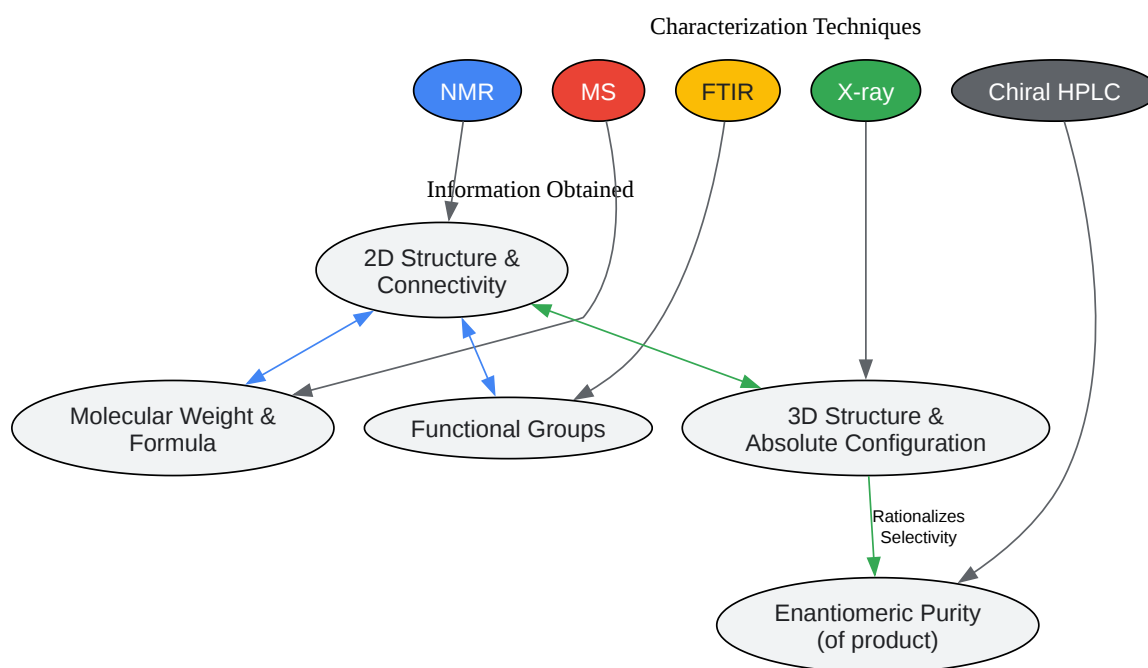 Characterization Techniques
NMR
MS
FTIR
X-ray
Chiral HPLC
Information Obtained
2D Structure &
Connectivity
Molecular Weight &
Formula
Functional Groups
3D Structure &
Absolute Configuration
Rationalizes
Selectivity
Enantiomeric Purity
(of product)